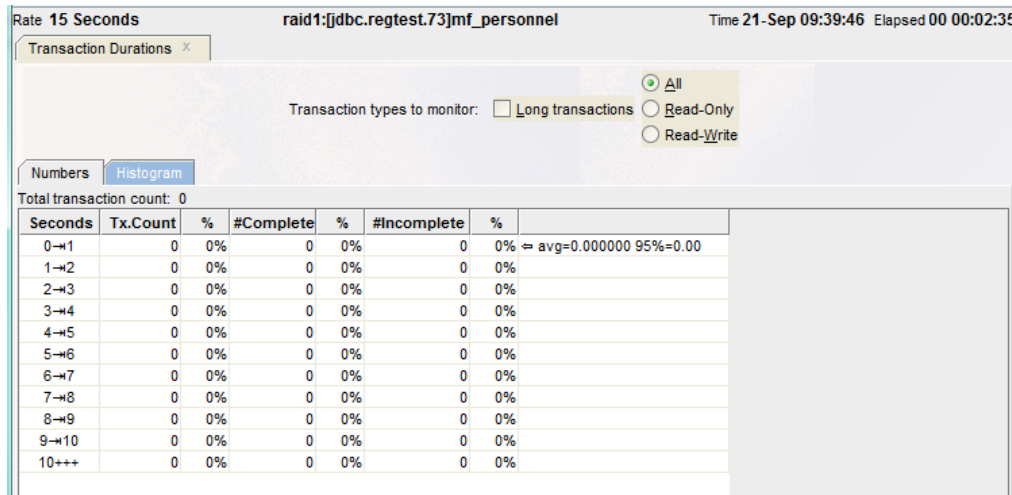 Rate 15 Seconds raid1:[jdbc.regtest.73]mf_personnel Time 21-Sep 09:39:46 Elapsed 00 00:02:35
Transaction Durations x
All
Transaction types to monitor: Long transactions Read-Only
Read-Write
Numbers Histogram
Total transaction count: 0
Seconds Tx.Count % #Complete % #Incomplete %
0⇥1 0 0% 0 0% 0 0% ⇦ avg=0.000000 95%=0.00
1⇥2 0 0% 0 0% 0 0%
2⇥3 0 0% 0 0% 0 0%
3⇥4 0 0% 0 0% 0 0%
4⇥5 0 0% 0 0% 0 0%
5⇥6 0 0% 0 0% 0 0%
6⇥7 0 0% 0 0% 0 0%
7⇥8 0 0% 0 0% 0 0%
8⇥9 0 0% 0 0% 0 0%
9⇥10 0 0% 0 0% 0 0%
10+++ 0 0% 0 0% 0 0%